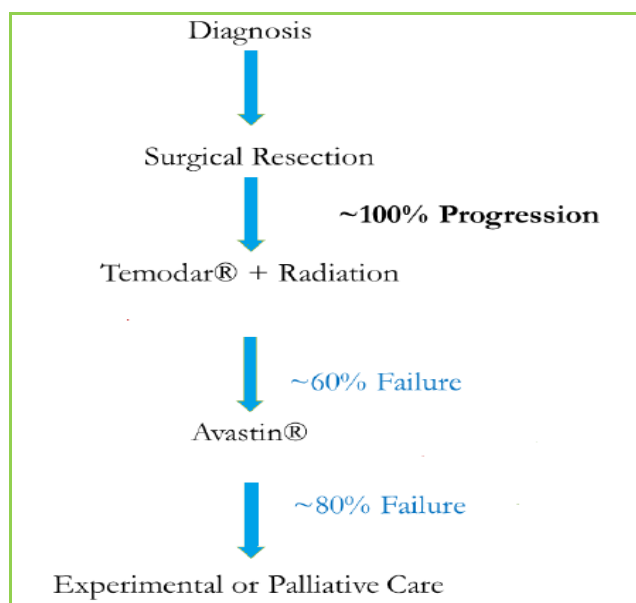 Diagnosis
Surgical Resection
~100% Progression
Temodar® + Radiation
~60% Failure
Avastin®
~80% Failure
Experimental or Palliative Care